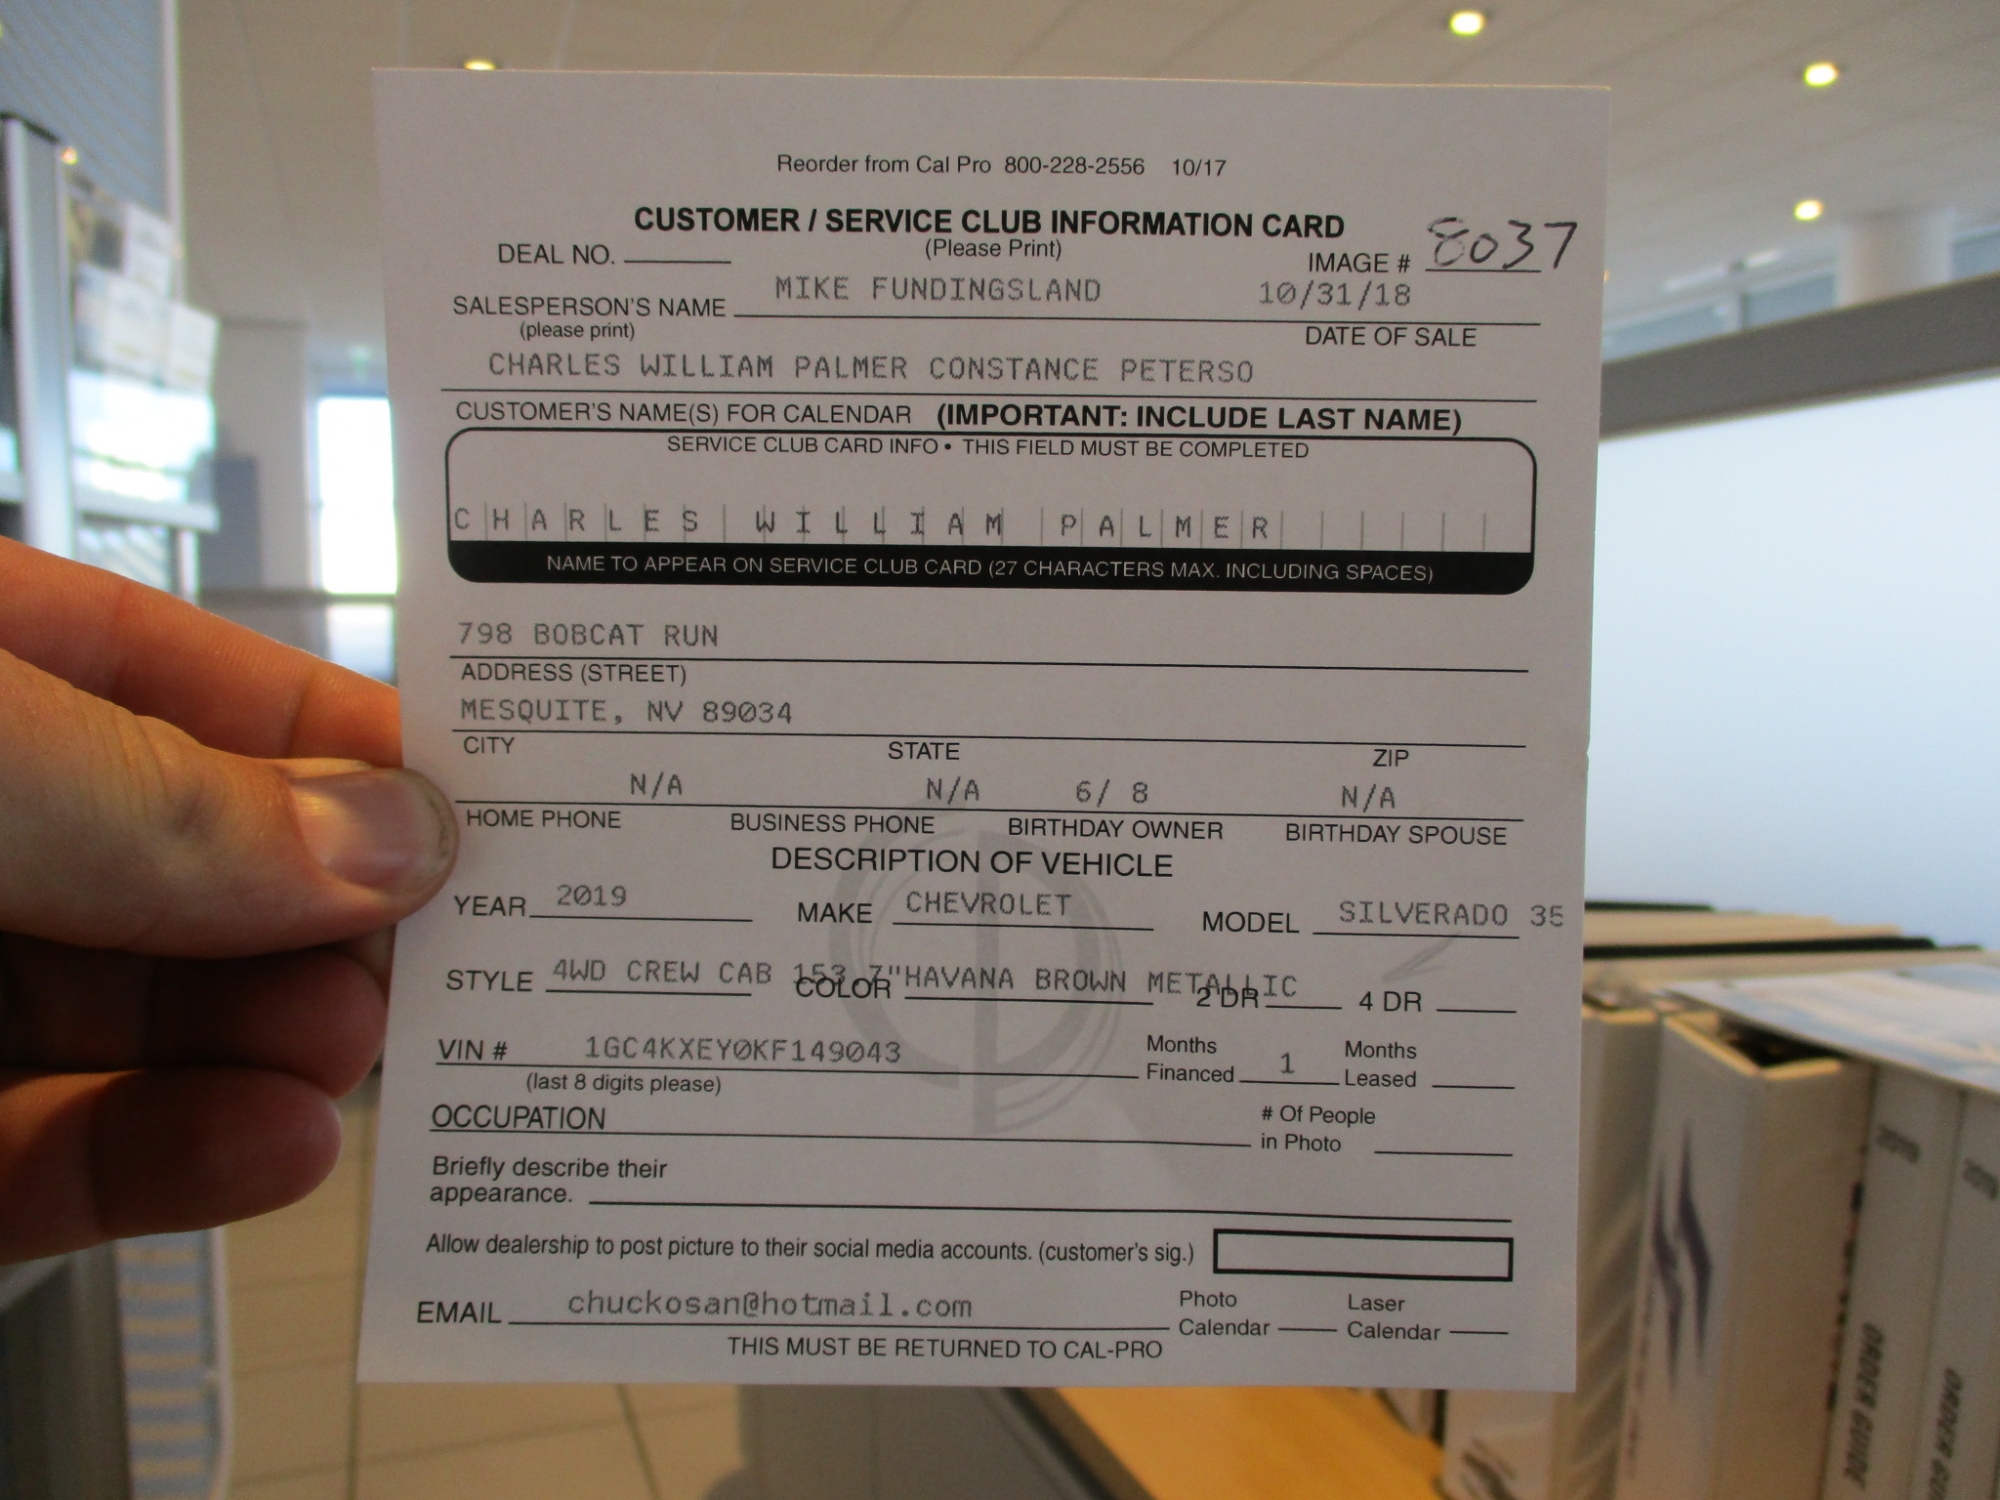 Reorder from Cal Pro 800-228-2556 10/17
CUSTOMER / SERVICE CLUB INFORMATION CARD
(Please Print)
DEAL NO.
IMAGE # 8037
MIKE FUNDINGSLAND 10/31/18
SALESPERSON'S NAME
(please print)
DATE OF SALE
CHARLES WILLIAM PALMER CONSTANCE PETERSO
CUSTOMER'S NAME(S) FOR CALENDAR (IMPORTANT: INCLUDE LAST NAME)
SERVICE CLUB CARD INFO • THIS FIELD MUST BE COMPLETED
CHARLES WILLIAM PALMER
NAME TO APPEAR ON SERVICE CLUB CARD (27 CHARACTERS MAX. INCLUDING SPACES)
798 BOBCAT RUN
ADDRESS (STREET)
MESQUITE, NV 89034
CITY STATE ZIP
N/A N/A 6/ 8 N/A
HOME PHONE BUSINESS PHONE BIRTHDAY OWNER BIRTHDAY SPOUSE
DESCRIPTION OF VEHICLE
YEAR 2019 MAKE CHEVROLET MODEL SILVERADO 35
4WD CREW CAB 153.7"HAVANA BROWN METALLIC
STYLE COLOR 2 DR 4 DR
VIN # 1GC4KXEY0KF149043
(last 8 digits please)
Months Financed 1
Months Leased
OCCUPATION
# Of People
in Photo
Briefly describe their
appearance.
Allow dealership to post picture to their social media accounts. (customer's sig.)
EMAIL chuckosan@hotmail.com
Photo
Calendar
Laser
Calendar
THIS MUST BE RETURNED TO CAL-PRO
2019
2019
ORDER GUIDE
ORDER GUIDE